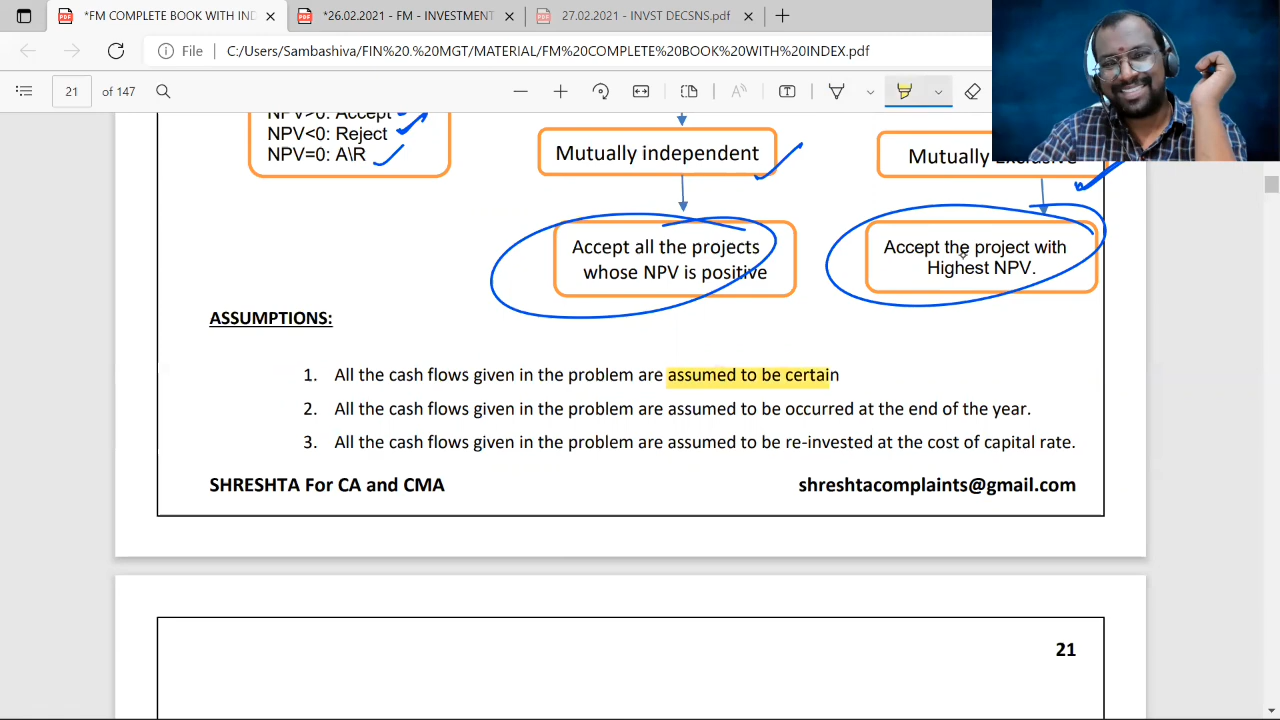 *FM COMPLETE BOOK WITH IND
*26.02.2021 - FM - INVESTMENT
27.02.2021 - INVST DECSNS.pdf
File
C:/Users/Sambashiva/FIN%20.%20MGT/MATERIAL/FM%20COMPLETE%20BOOK%20WITH%20INDEX.pdf
21
of 147
NPV>0: Accept
NPV<0: Reject
NPV=0: A\R
Mutually independent
Mutually Exclusive
Accept all the projects
whose NPV is positive
Accept the project with
Highest NPV.
ASSUMPTIONS:
1. All the cash flows given in the problem are assumed to be certain
2. All the cash flows given in the problem are assumed to be occurred at the end of the year.
3. All the cash flows given in the problem are assumed to be re-invested at the cost of capital rate.
SHRESHTA For CA and CMA
shreshtacomplaints@gmail.com
21